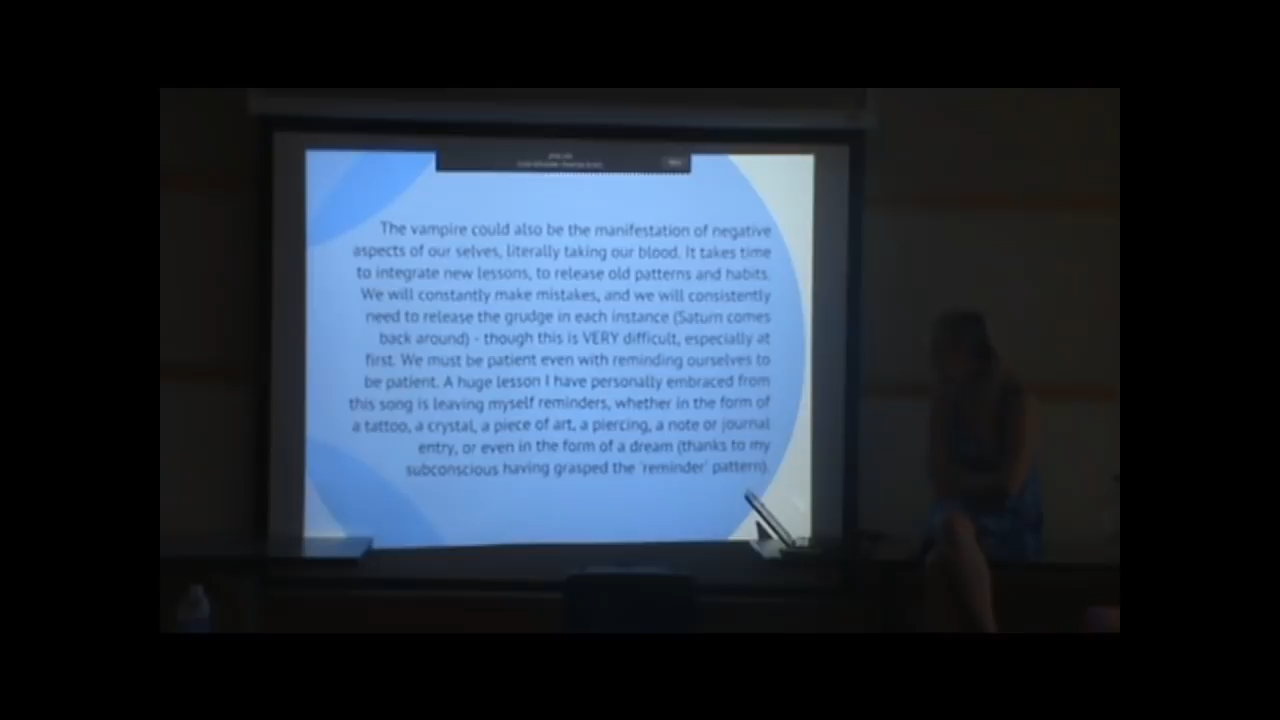 The vampire could also be the manifestation of negative
aspects of our selves, literally taking our blood. It takes time
to integrate new lessons, to release old patterns and habits.
We will constantly make mistakes, and we will consistently
need to release the grudge in each instance (Saturn comes
back around) - though this is VERY difficult, especially at
first. We must be patient even with reminding ourselves to
be patient. A huge lesson I have personally embraced from
this song is leaving myself reminders, whether in the form of
a tattoo, a crystal, a piece of art, a piercing, a note or journal
entry, or even in the form of a dream (thanks to my
subconscious having grasped the 'reminder' pattern).